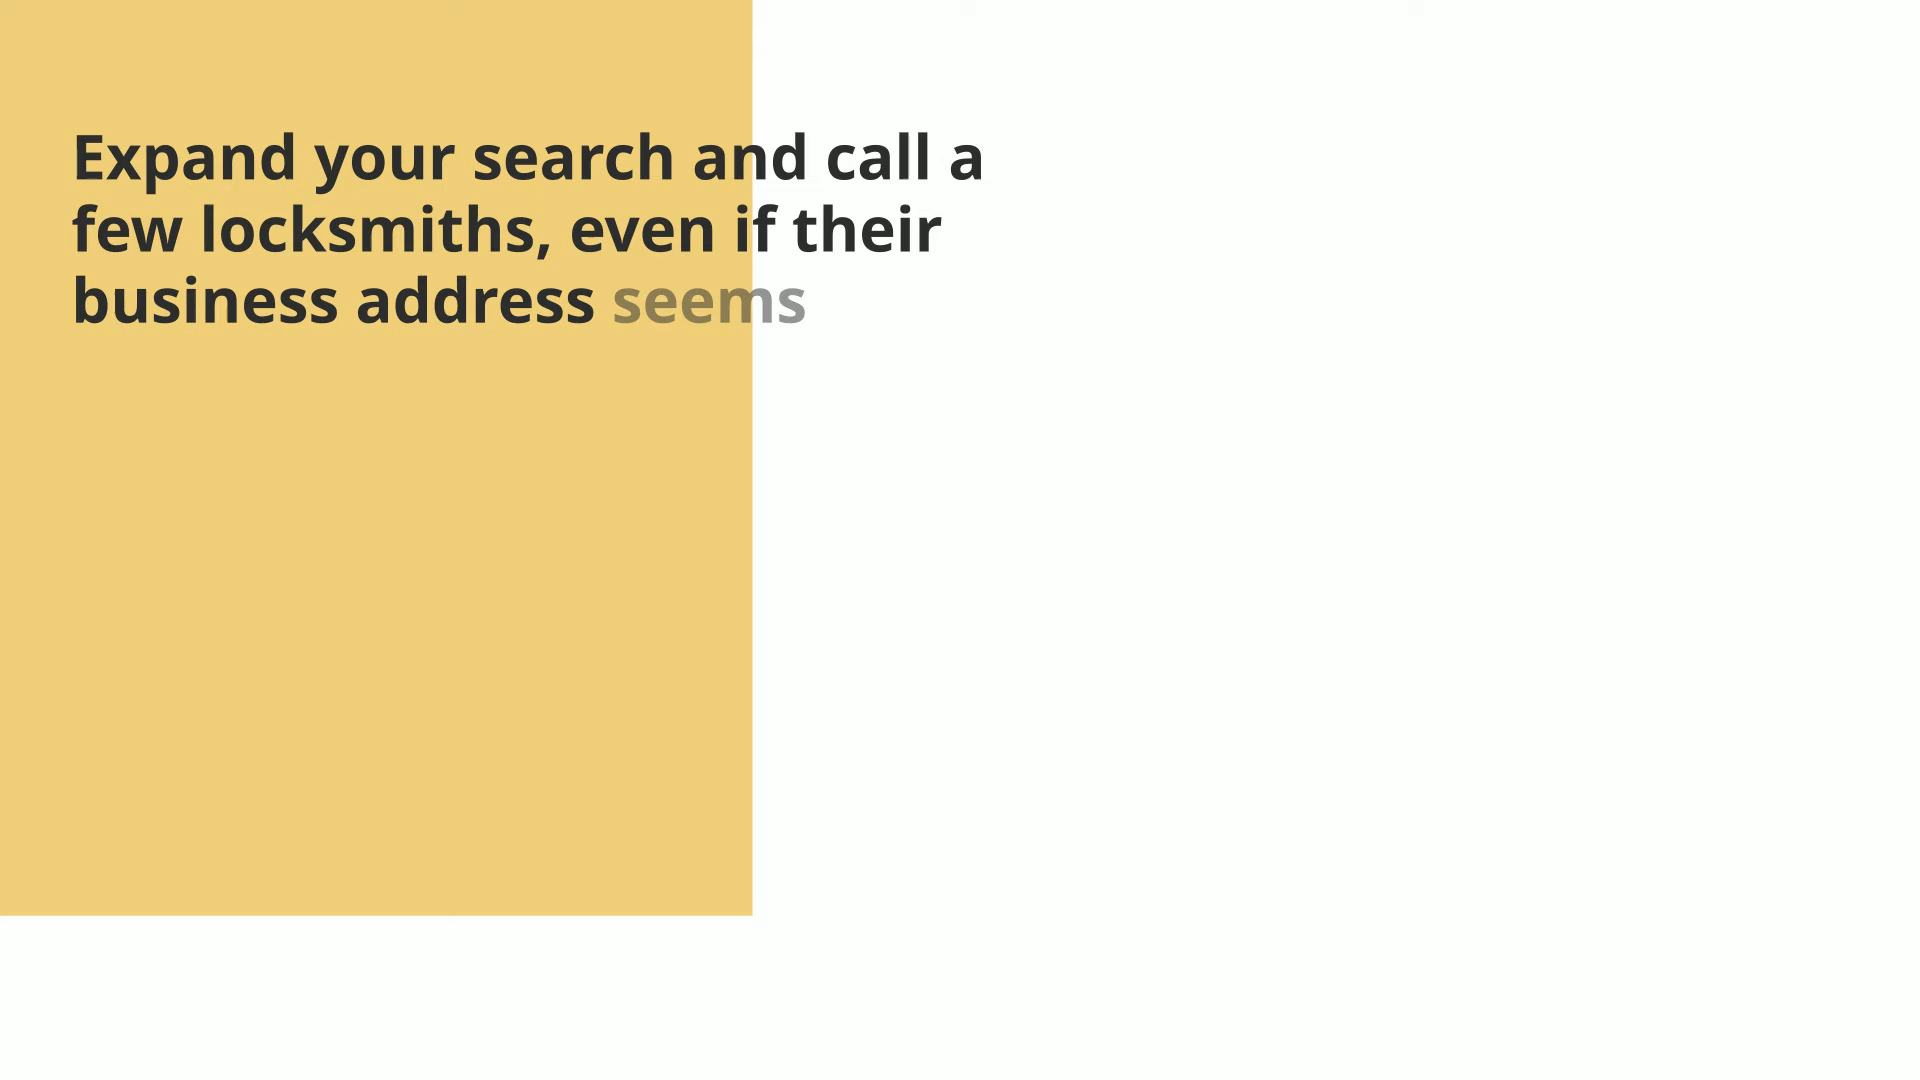 Expand your search and call a
few locksmiths, even if their
business address seems